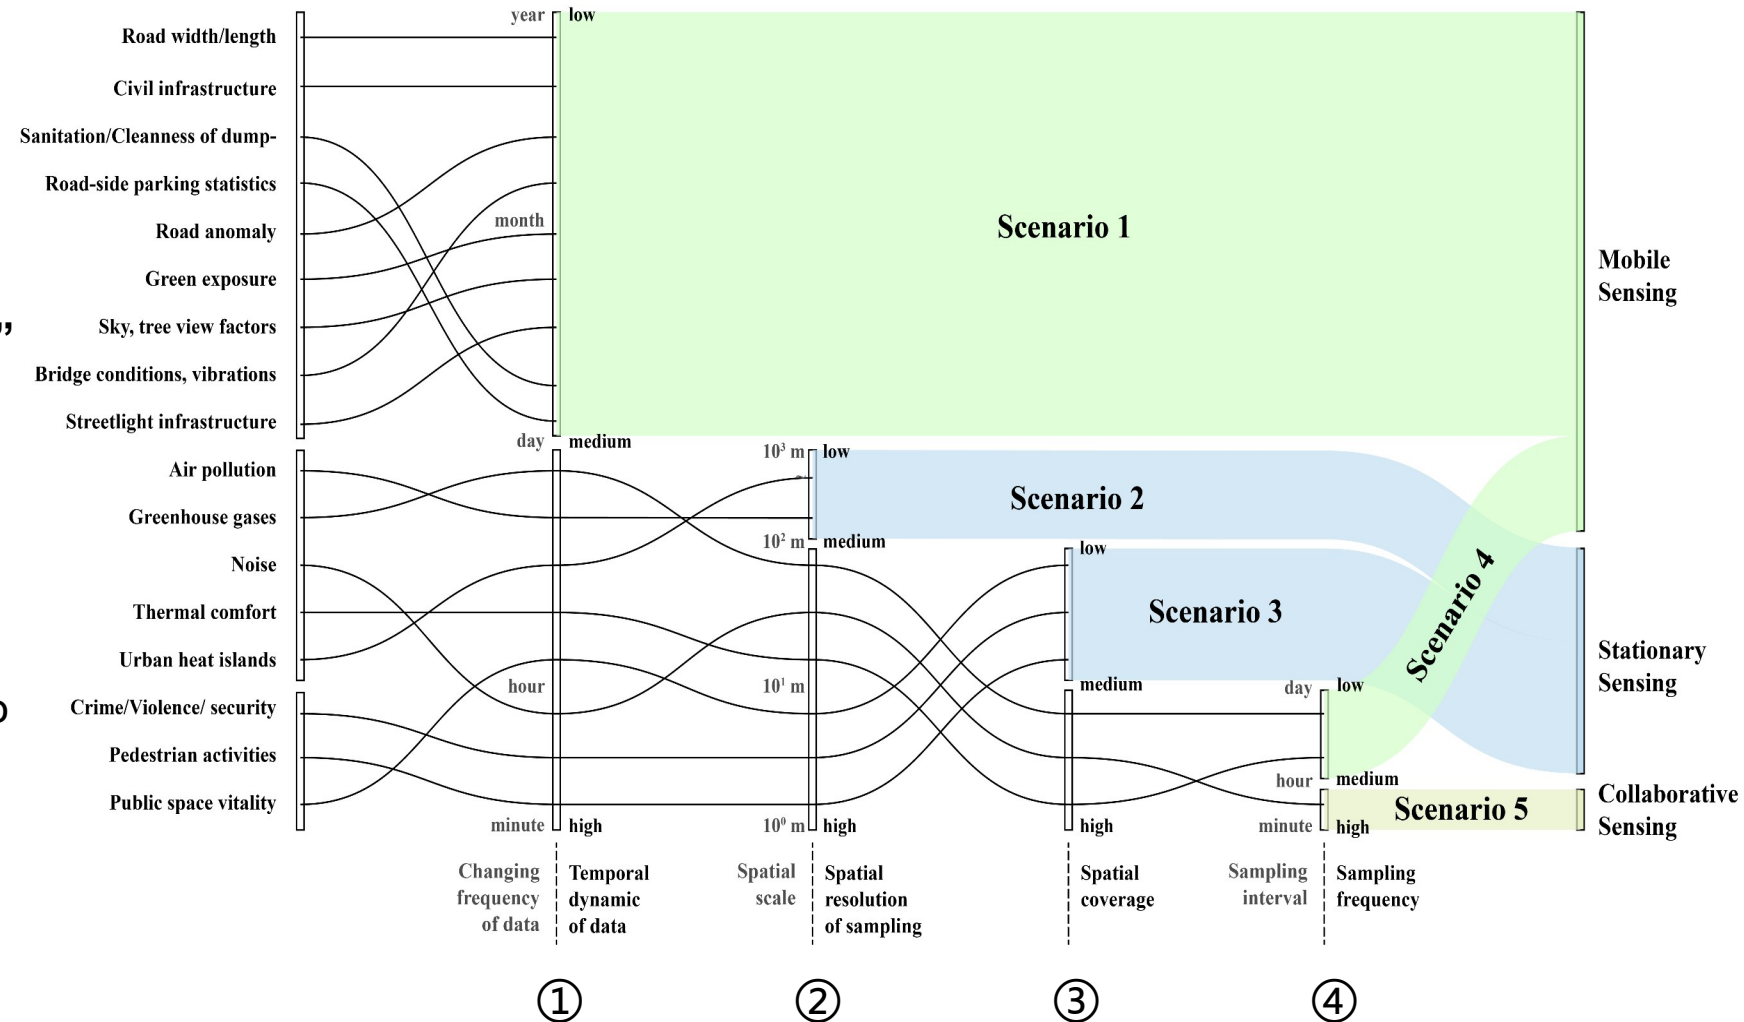 year
low
Road width/length
Civil infrastructure
Sanitation/Cleanness of dump-
Road-side parking statistics
Road anomaly
Green exposure
Sky, tree view factors
Bridge conditions, vibrations
Streetlight infrastructure
Air pollution
Greenhouse gases
Noise
Thermal comfort
Urban heat islands
Crime/Violence/ security
Pedestrian activities
Public space vitality
month
day
medium
hour
minute
high
10³ m
low
10² m
medium
10¹ m
10⁰ m
high
low
medium
high
day
low
hour
medium
minute
high
Scenario 1
Scenario 2
Scenario 3
Scenario 4
Scenario 5
Mobile
Sensing
Stationary
Sensing
Collaborative
Sensing
Changing
frequency
of data
Temporal
dynamic
of data
Spatial
scale
Spatial
resolution
of sampling
Spatial
coverage
Sampling
interval
Sampling
frequency
① ② ③ ④